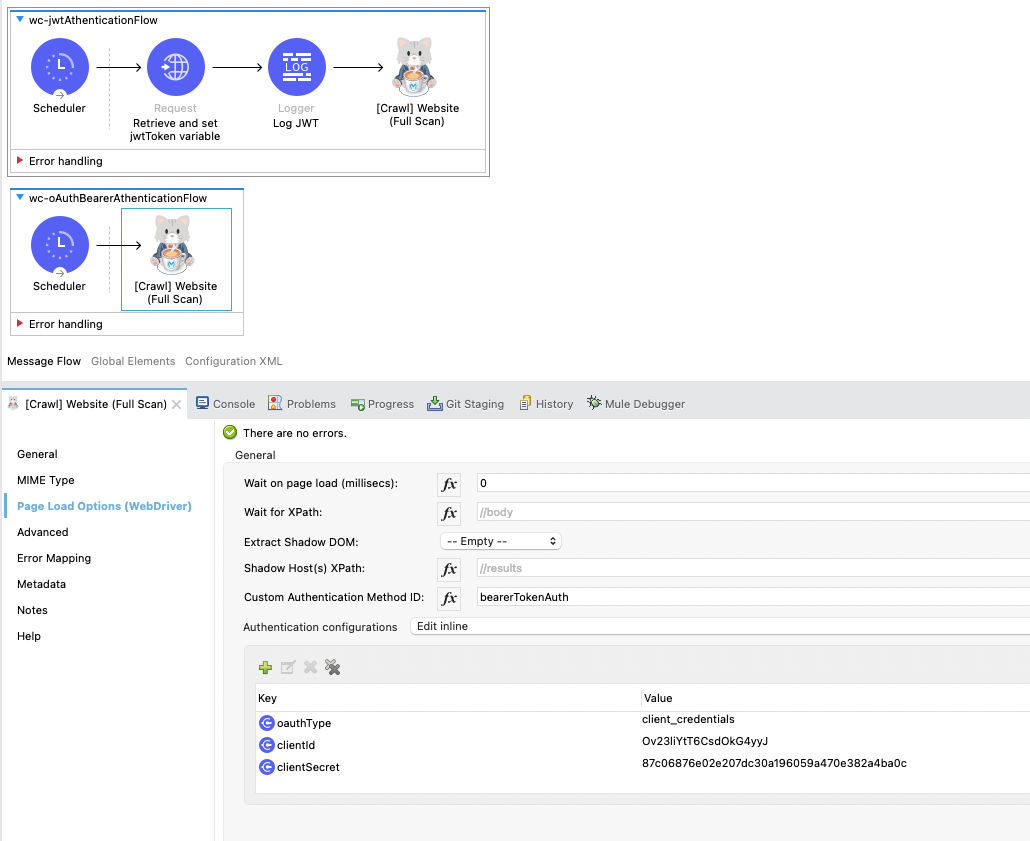 wc-jwtAthenticationFlow
Scheduler
Request
Retrieve and set
jwtToken variable
LOG
Logger
Log JWT
[Crawl] Website
(Full Scan)
Error handling
wc-oAuthBearerAthenticationFlow
Scheduler
[Crawl] Website
(Full Scan)
Error handling
Message Flow Global Elements Configuration XML
[Crawl] Website (Full Scan) Console Problems Progress Git Staging History Mule Debugger
There are no errors.
General
MIME Type
Page Load Options (WebDriver)
Advanced
Error Mapping
Metadata
Notes
Help
General
Wait on page load (millisecs): fx 0
Wait for XPath: fx //body
Extract Shadow DOM: -- Empty --
Shadow Host(s) XPath: fx //results
Custom Authentication Method ID: fx bearerTokenAuth
Authentication configurations Edit inline
Key Value
oauthType client_credentials
clientId Ov23liYtT6CsdOkG4yyJ
clientSecret 87c06876e02e207dc30a196059a470e382a4ba0c